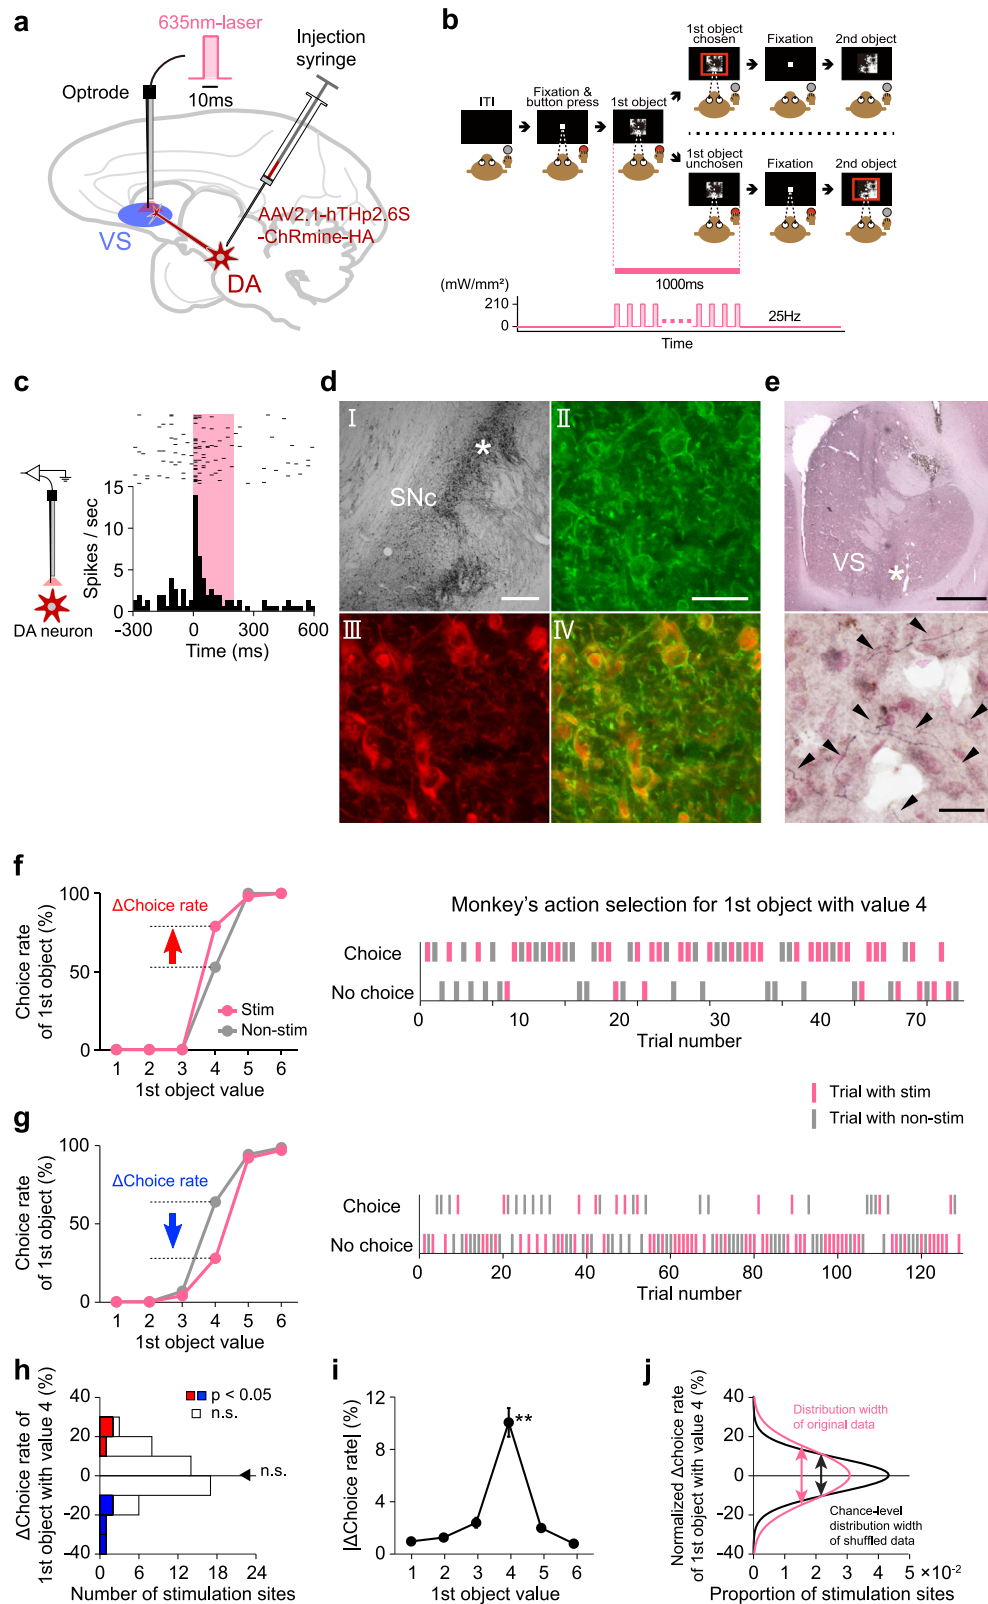 a
635nm-laser
Injection
syringe
Optrode
10ms
AAV2.1-hTHp2.6S
-ChRmine-HA
VS
DA
b
1st object
chosen
Fixation
2nd object
ITI
Fixation &
button press
1st object
1st object
unchosen
Fixation
2nd object
1000ms
(mW/mm²)
210
0
25Hz
Time
c
15
10
5
0
Spikes / sec
DA neuron
-300
0
300
600
Time (ms)
d
I
*
SNc
II
III
IV
e
VS
*
f
100
50
0
Choice rate
of 1st object (%)
ΔChoice rate
Stim
Non-stim
1 2 3 4 5 6
1st object value
Monkey's action selection for 1st object with value 4
Choice
No choice
0 10 20 30 40 70
Trial number
Trial with stim
Trial with non-stim
g
100
50
0
Choice rate
of 1st object (%)
ΔChoice rate
1 2 3 4 5 6
1st object value
Choice
No choice
0 20 40 60 80 100 120
Trial number
h
40
20
0
-20
-40
ΔChoice rate of
1st object with value 4 (%)
p < 0.05
n.s.
n.s.
0 6 12 18 24
Number of stimulation sites
i
12
8
4
0
|ΔChoice rate| (%)
**
1 2 3 4 5 6
1st object value
j
40
20
0
-20
-40
Normalized Δchoice rate
of 1st object with value 4 (%)
Distribution width
of original data
Chance-level
distribution width
of shuffled data
0 1 2 3 4 5 ×10-2
Proportion of stimulation sites